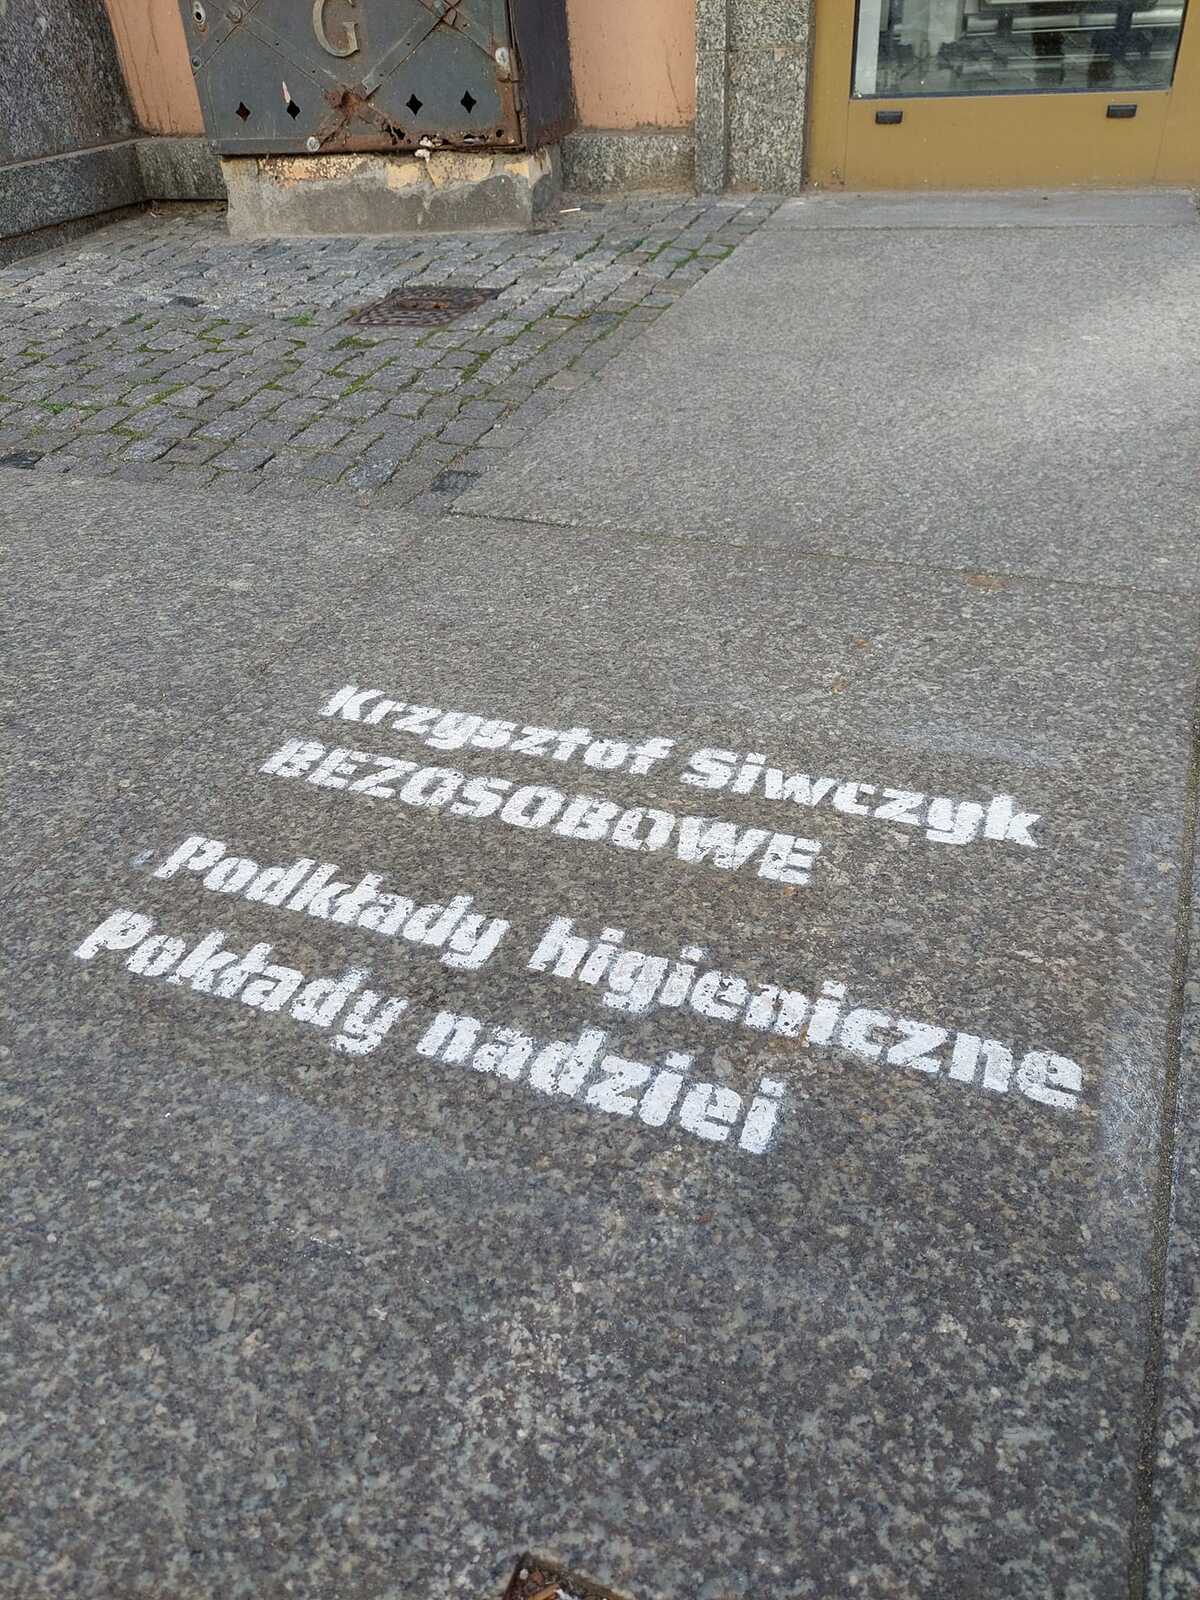 G
Krzysztof Siwczyk
BEZOSOBOWE
Podkłady higieniczne
Pokłady nadziei